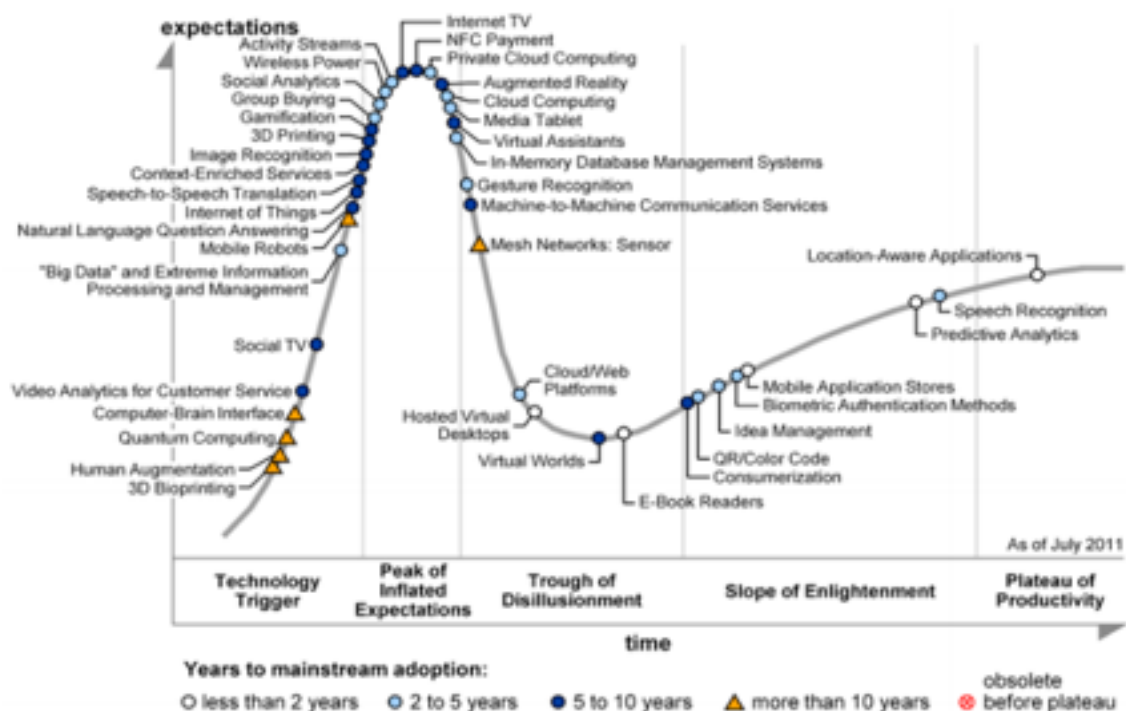 expectations
Internet TV
NFC Payment
Activity Streams
Wireless Power
Private Cloud Computing
Social Analytics
Augmented Reality
Group Buying
Cloud Computing
Gamification
Media Tablet
3D Printing
Virtual Assistants
Image Recognition
In-Memory Database Management Systems
Context-Enriched Services
Gesture Recognition
Speech-to-Speech Translation
Machine-to-Machine Communication Services
Internet of Things
Natural Language Question Answering
Mobile Robots
Mesh Networks: Sensor
"Big Data" and Extreme Information
Processing and Management
Location-Aware Applications
Speech Recognition
Predictive Analytics
Social TV
Video Analytics for Customer Service
Cloud/Web
Platforms
Computer-Brain Interface
Hosted Virtual
Desktops
Mobile Application Stores
Biometric Authentication Methods
Quantum Computing
Idea Management
Virtual Worlds
QR/Color Code
Human Augmentation
Consumerization
3D Bioprinting
E-Book Readers
As of July 2011
Technology
Trigger
Peak of
Inflated
Expectations
Trough of
Disillusionment
Slope of Enlightenment
Plateau of
Productivity
time
Years to mainstream adoption:
less than 2 years
2 to 5 years
5 to 10 years
more than 10 years
obsolete
before plateau